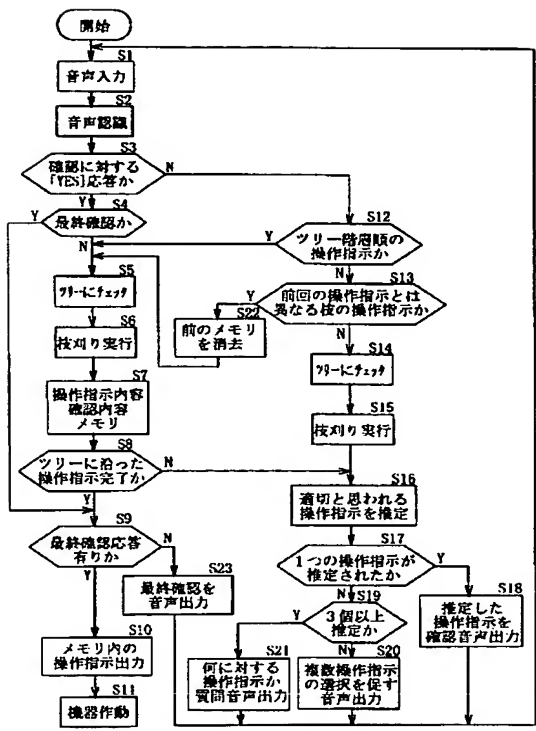 開始
S1
音声入力
S2
音声認識
S3
確認に対する
「YES」応答か
N
Y
S4
Y
最終確認か
N
S12
Y
ツリー階層順の
操作指示か
N
S5
ツリーにチェック
S13
前回の操作指示とは
異なる枝の操作指示か
Y
N
S22
前のメモリ
を消去
S6
枝刈り実行
S14
ツリーにチェック
S7
操作指示内容
確認内容
メモリ
S15
枝刈り実行
S8
ツリーに沿った
操作指示完了か
N
Y
S16
適切と思われる
操作指示を推定
S9
最終確認応答
有りか
N
Y
S17
1つの操作指示が
推定されたか
Y
N
S23
最終確認を
音声出力
S18
推定した
操作指示を
確認音声出力
S19
3個以上
推定か
Y
N
S10
メモリ内の
操作指示出力
S21
何に対する
操作指示か
質問音声出力
S20
複数操作指示
の選択を促す
音声出力
S11
機器作動